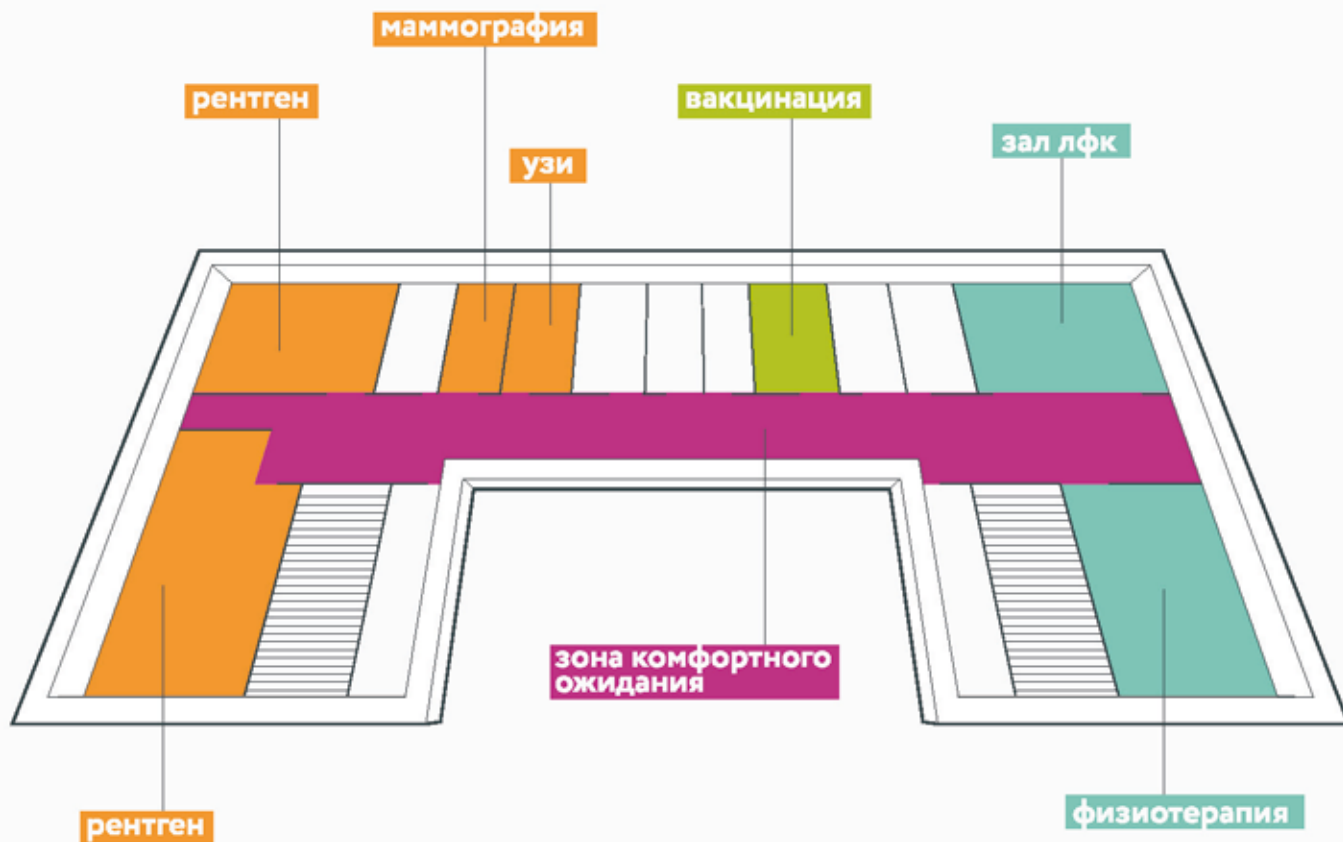 маммография
рентген
вакцинация
зал лфк
узи
зона комфортного
ожидания
физиотерапия
рентген